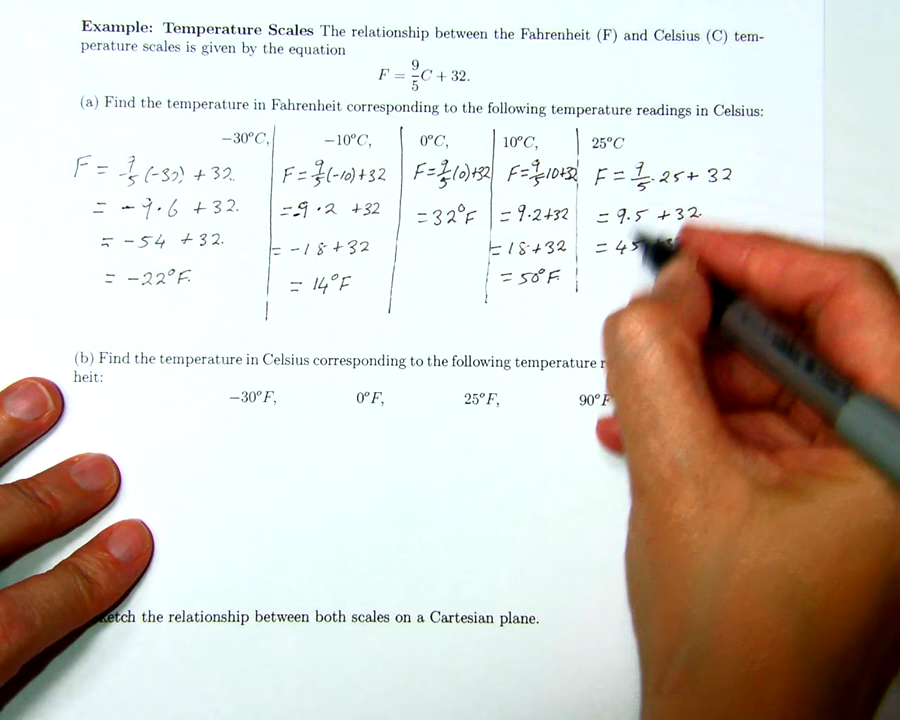 Example: Temperature Scales The relationship between the Fahrenheit (F) and Celsius (C) tem-
perature scales is given by the equation
F = 9/5 C + 32.
(a) Find the temperature in Fahrenheit corresponding to the following temperature readings in Celsius:
−30°C, −10°C, 0°C, 10°C, 25°C
F = 9/5 (-30) + 32.
= -9·6 + 32.
= -54 + 32.
= -22°F.
F = 9/5 (-10) + 32
= -9·2 + 32
= -18 + 32
= 14°F
F = 9/5 (0) + 32
= 32°F
F = 9/5 10 + 32
= 9·2 + 32
= 18 + 32
= 50°F.
F = 9/5 · 25 + 32
= 9·5 + 32.
= 45
(b) Find the temperature in Celsius corresponding to the following temperature
heit:
−30°F, 0°F, 25°F, 90°F
the relationship between both scales on a Cartesian plane.